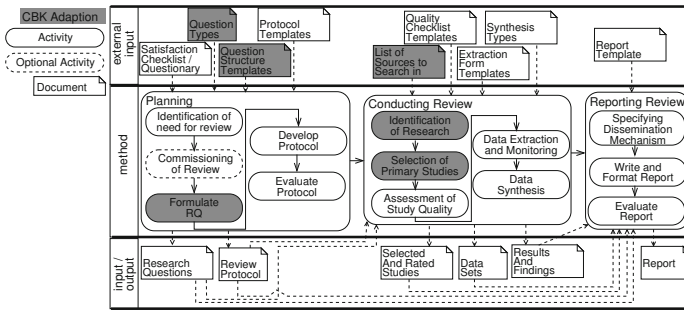 CBK Adaption
Activity
Optional Activity
Document
external
input
Question
Types
Satisfaction
Checklist /
Questionary
Question
Structure
Templates
Protocol
Templates
Quality
Checklist
Templates
List of
Sources to
Search in
Synthesis
Types
Extraction
Form
Templates
Report
Template
method
Planning
Identification of
need for review
Commissioning
of Review
Formulate
RQ
Develop
Protocol
Evaluate
Protocol
Conducting Review
Identification
of Research
Selection of
Primary Studies
Assessment of
Study Quality
Data Extraction
and Monitoring
Data
Synthesis
Reporting Review
Specifying
Dissemination
Mechanism
Write and
Format Report
Evaluate
Report
input /
output
Research
Questions
Review
Protocol
Selected
And Rated
Studies
Data
Sets
Results
And
Findings
Report